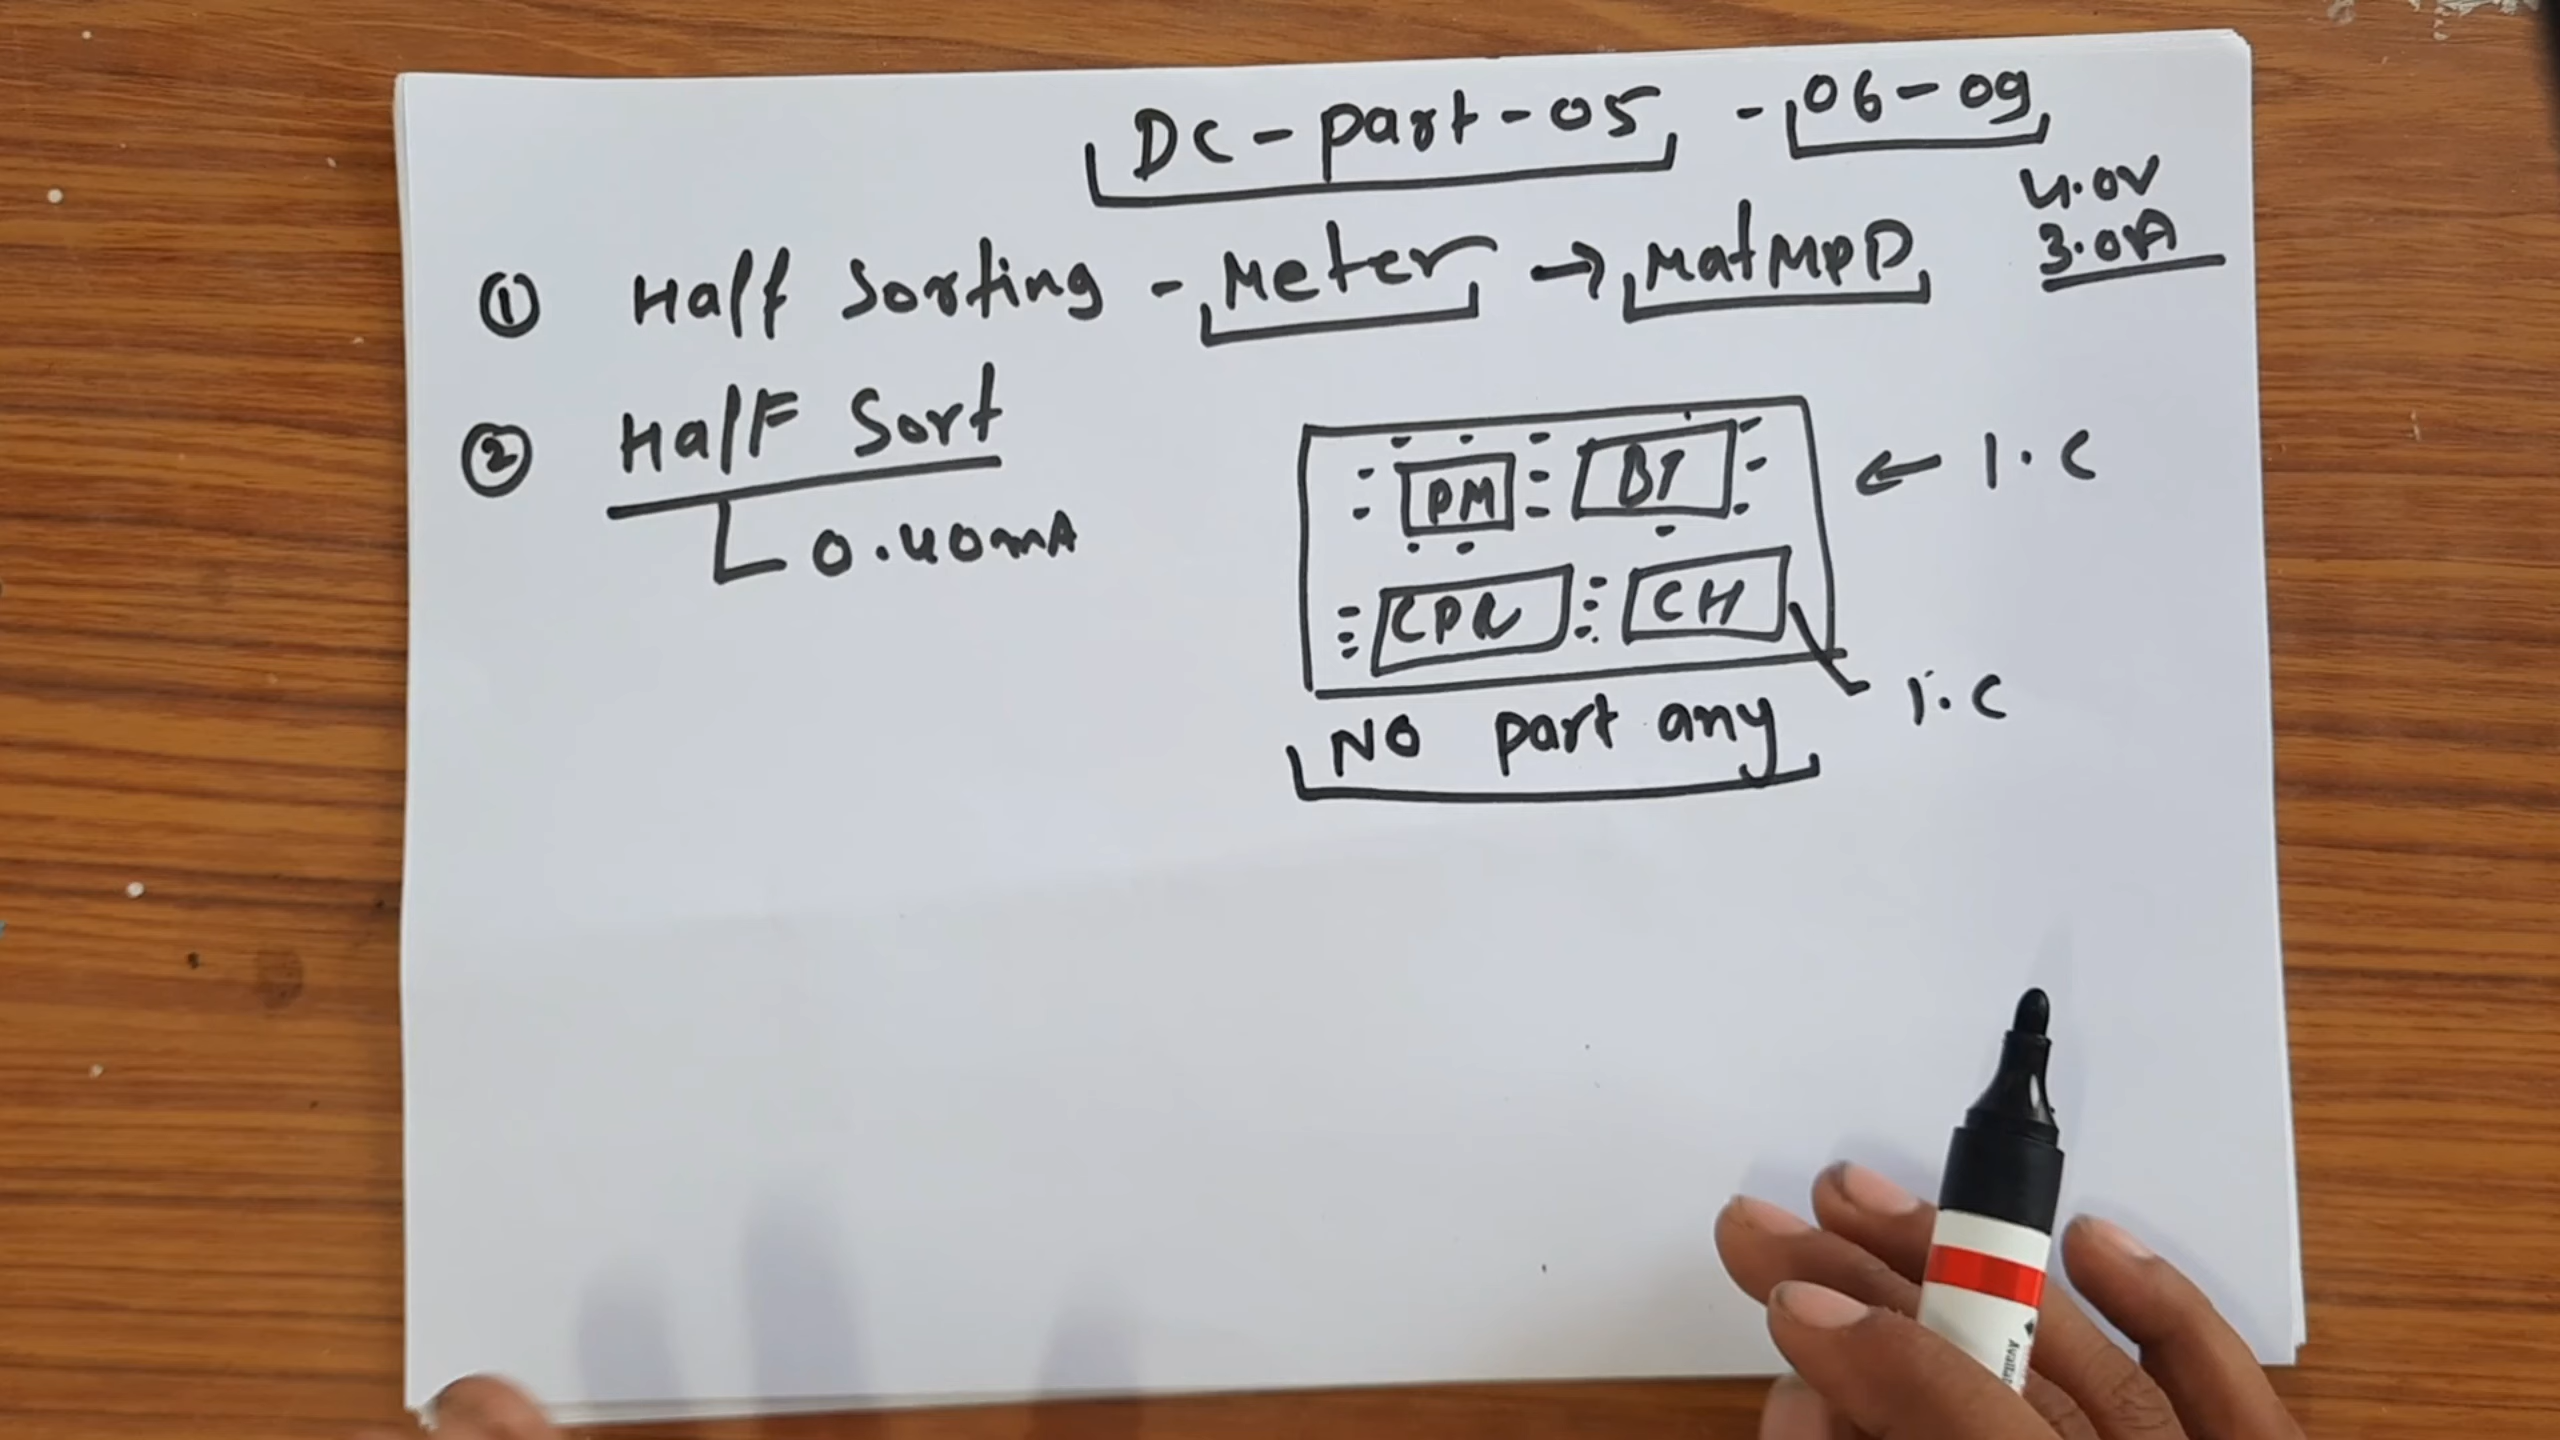 DC-part-05 - 06-09
4.0V
3.0A
① Half Sorting - Meter →
② Half Sort
0.40mA
PM BT ← I.C
CPU CH
I.C
NO part any